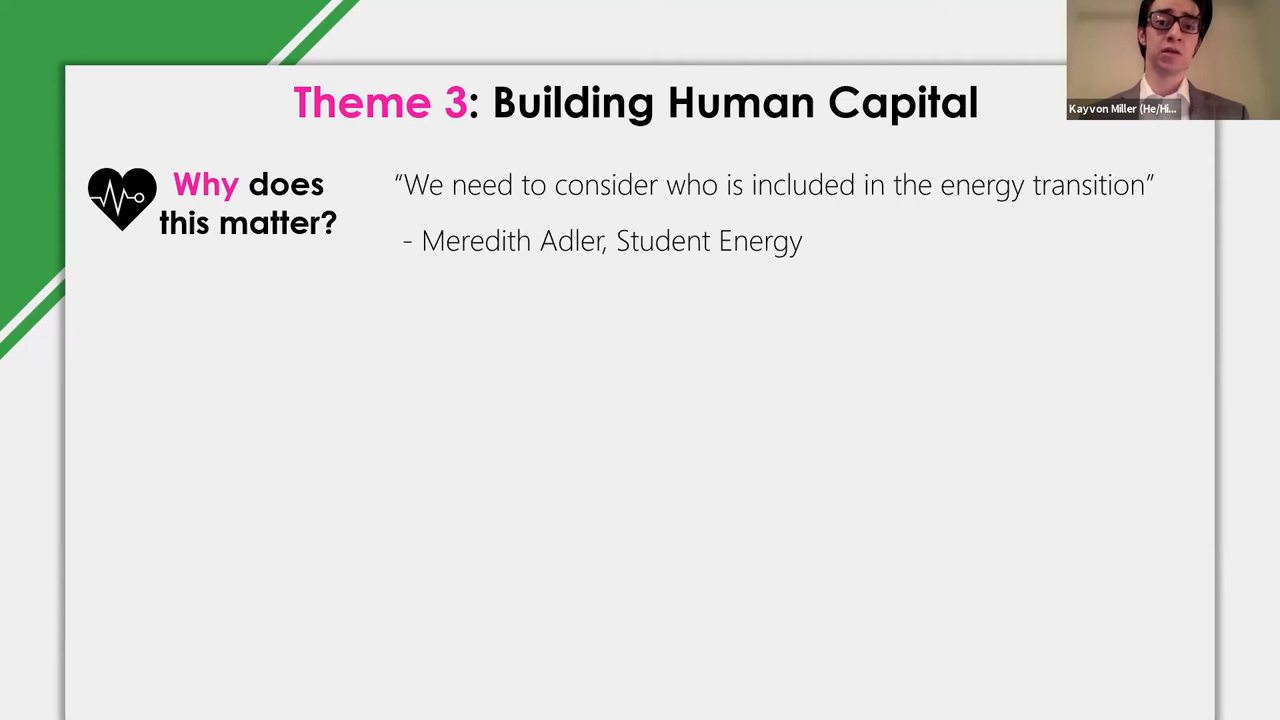 Theme 3: Building Human Capital
Kayvon Miller (He/Hi...
Why does
this matter?
“We need to consider who is included in the energy transition”
- Meredith Adler, Student Energy